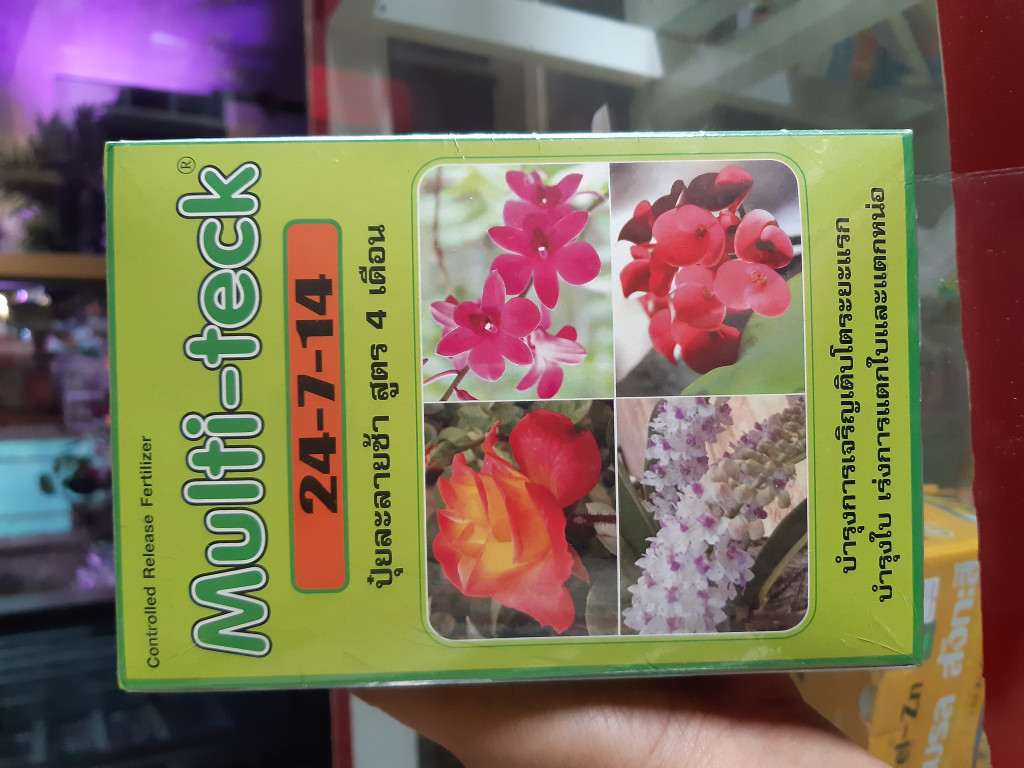 Controlled Release Fertilizer
Multi-teck®
24-7-14
ปุ๋ยละลายช้า สูตร 4 เดือน
บำรุงการเจริญเติบโตระยะแรก
บำรุงใบ เร่งการแตกใบและแตกหน่อ
-Zn